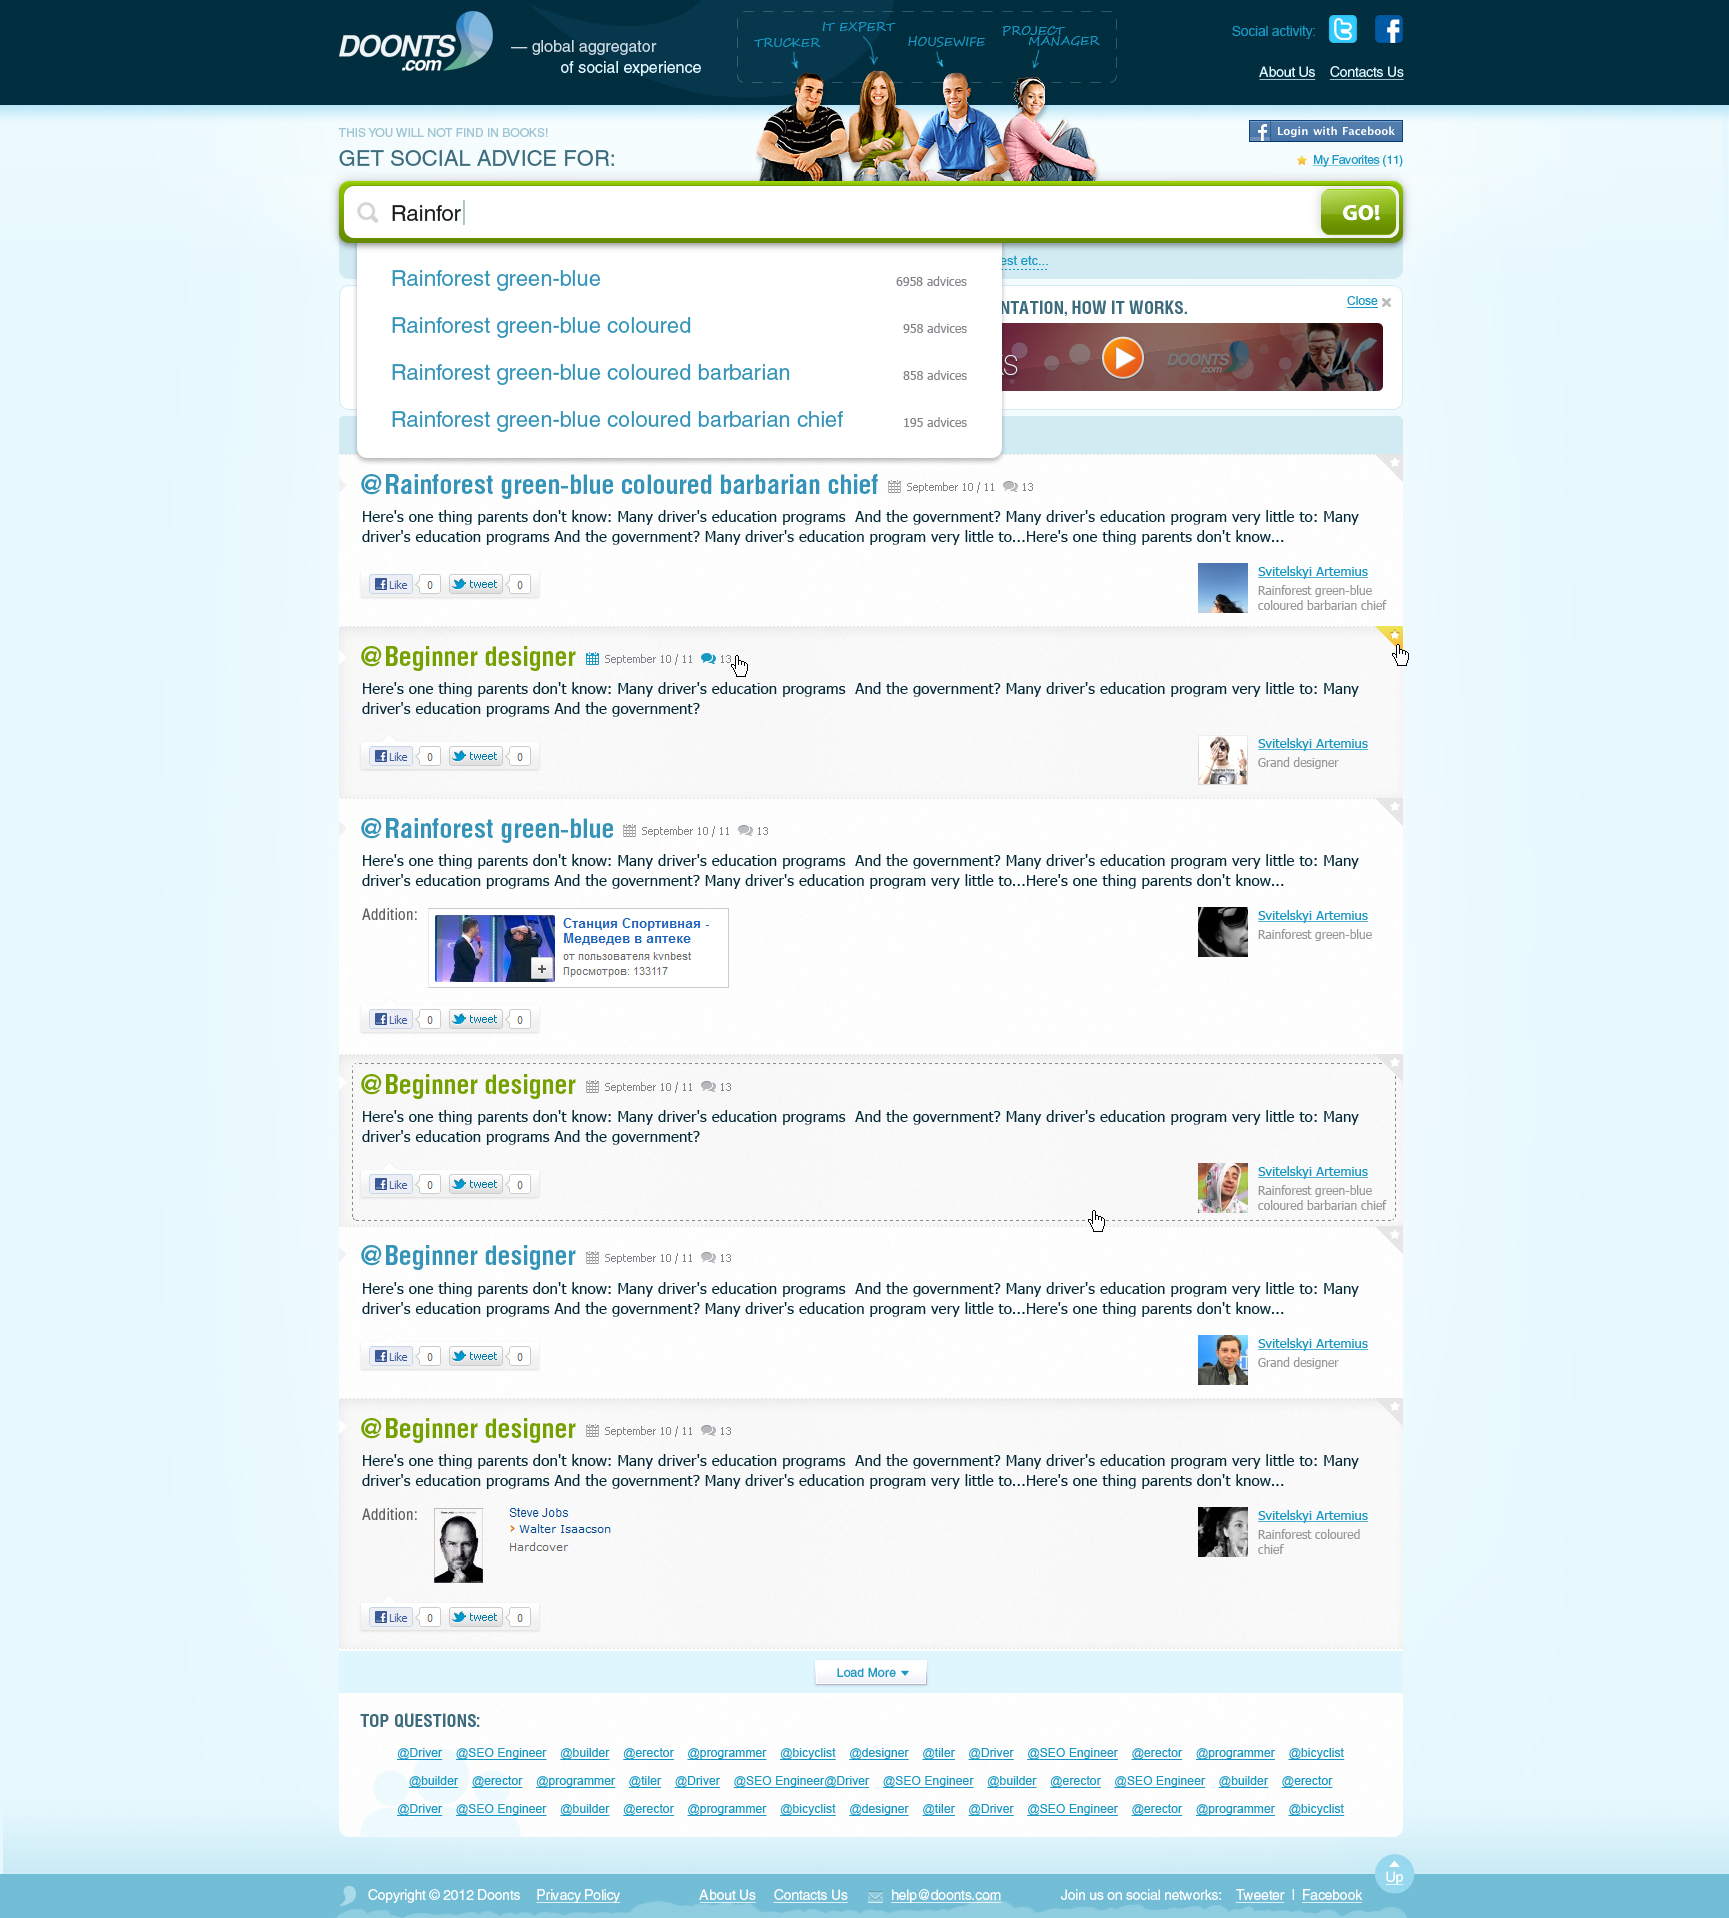 DOONTS
.com
— global aggregator
of social experience
TRUCKER
IT EXPERT
HOUSEWIFE
PROJECT
MANAGER
Social activity:
About Us Contacts Us
THIS YOU WILL NOT FIND IN BOOKS!
GET SOCIAL ADVICE FOR:
Login with Facebook
My Favorites (11)
Rainfor
GO!
Rainforest green-blue 6958 advices
Rainforest green-blue coloured 958 advices
Rainforest green-blue coloured barbarian 858 advices
Rainforest green-blue coloured barbarian chief 195 advices
est etc...
NTATION, HOW IT WORKS.
Close
DOONTS
.com
@Rainforest green-blue coloured barbarian chief September 10 / 11 13
Here's one thing parents don't know: Many driver's education programs And the government? Many driver's education program very little to: Many
driver's education programs And the government? Many driver's education program very little to...Here's one thing parents don't know...
Like 0 tweet 0
Svitelskyi Artemius
Rainforest green-blue
coloured barbarian chief
@Beginner designer September 10 / 11 13
Here's one thing parents don't know: Many driver's education programs And the government? Many driver's education program very little to: Many
driver's education programs And the government?
Like 0 tweet 0
Svitelskyi Artemius
Grand designer
@Rainforest green-blue September 10 / 11 13
Here's one thing parents don't know: Many driver's education programs And the government? Many driver's education program very little to: Many
driver's education programs And the government? Many driver's education program very little to...Here's one thing parents don't know...
Addition:
Станция Спортивная -
Медведев в аптеке
от пользователя kvnbest
Просмотров: 133117
Svitelskyi Artemius
Rainforest green-blue
Like 0 tweet 0
@Beginner designer September 10 / 11 13
Here's one thing parents don't know: Many driver's education programs And the government? Many driver's education program very little to: Many
driver's education programs And the government?
Like 0 tweet 0
Svitelskyi Artemius
Rainforest green-blue
coloured barbarian chief
@Beginner designer September 10 / 11 13
Here's one thing parents don't know: Many driver's education programs And the government? Many driver's education program very little to: Many
driver's education programs And the government? Many driver's education program very little to...Here's one thing parents don't know...
Like 0 tweet 0
Svitelskyi Artemius
Grand designer
@Beginner designer September 10 / 11 13
Here's one thing parents don't know: Many driver's education programs And the government? Many driver's education program very little to: Many
driver's education programs And the government? Many driver's education program very little to...Here's one thing parents don't know...
Addition:
Steve Jobs
Walter Isaacson
Hardcover
Svitelskyi Artemius
Rainforest coloured
chief
Like 0 tweet 0
Load More
TOP QUESTIONS:
@Driver @SEO Engineer @builder @erector @programmer @bicyclist @designer @tiler @Driver @SEO Engineer @erector @programmer @bicyclist
@builder @erector @programmer @tiler @Driver @SEO Engineer@Driver @SEO Engineer @builder @erector @SEO Engineer @builder @erector
@Driver @SEO Engineer @builder @erector @programmer @bicyclist @designer @tiler @Driver @SEO Engineer @erector @programmer @bicyclist
Up
Copyright © 2012 Doonts Privacy Policy About Us Contacts Us help@doonts.com Join us on social networks: Tweeter | Facebook